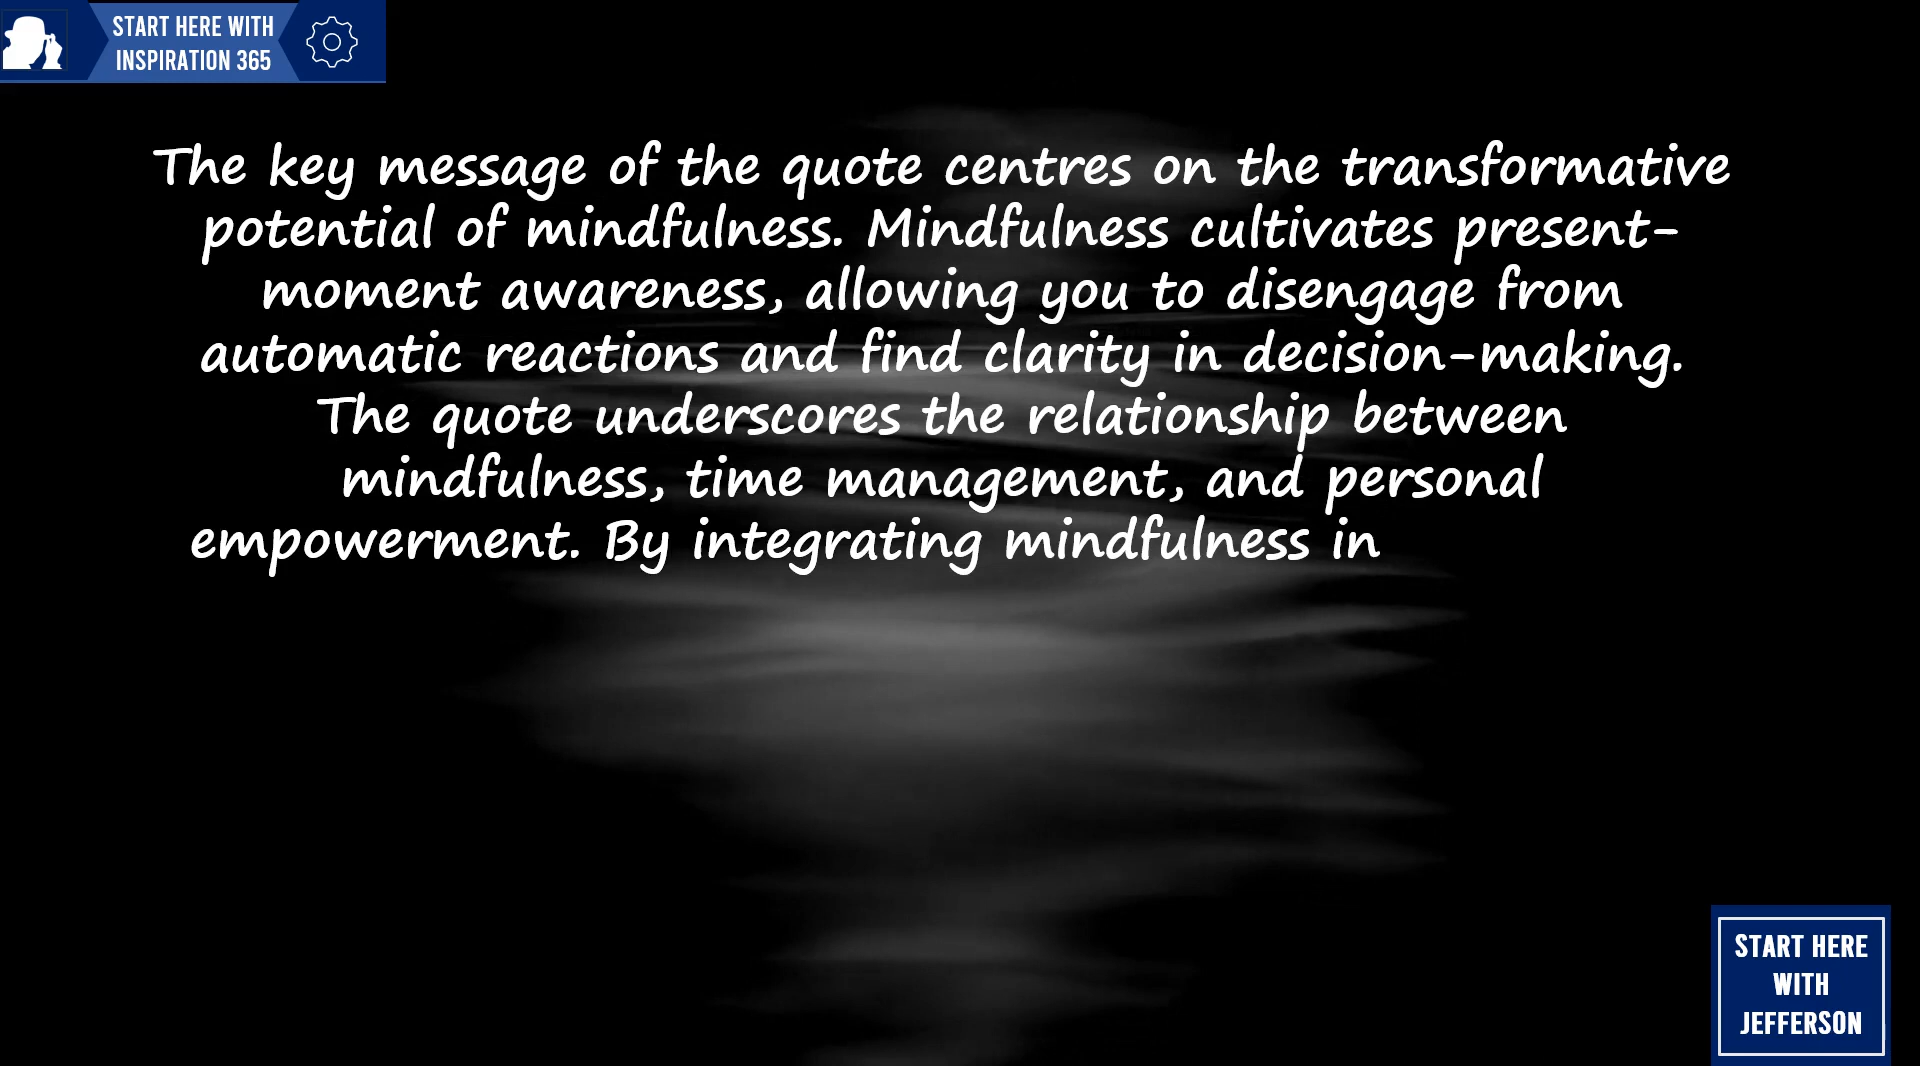 START HERE WITH
INSPIRATION 365
The key message of the quote centres on the transformative
potential of mindfulness. Mindfulness cultivates present-
moment awareness, allowing you to disengage from
automatic reactions and find clarity in decision-making.
The quote underscores the relationship between
mindfulness, time management, and personal
empowerment. By integrating mindfulness in
START HERE
WITH
JEFFERSON